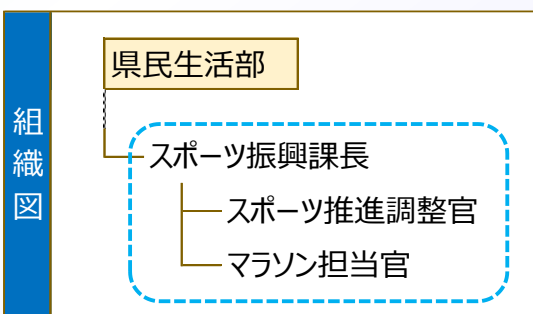 組織図
県民生活部
スポーツ振興課長
スポーツ推進調整官
マラソン担当官